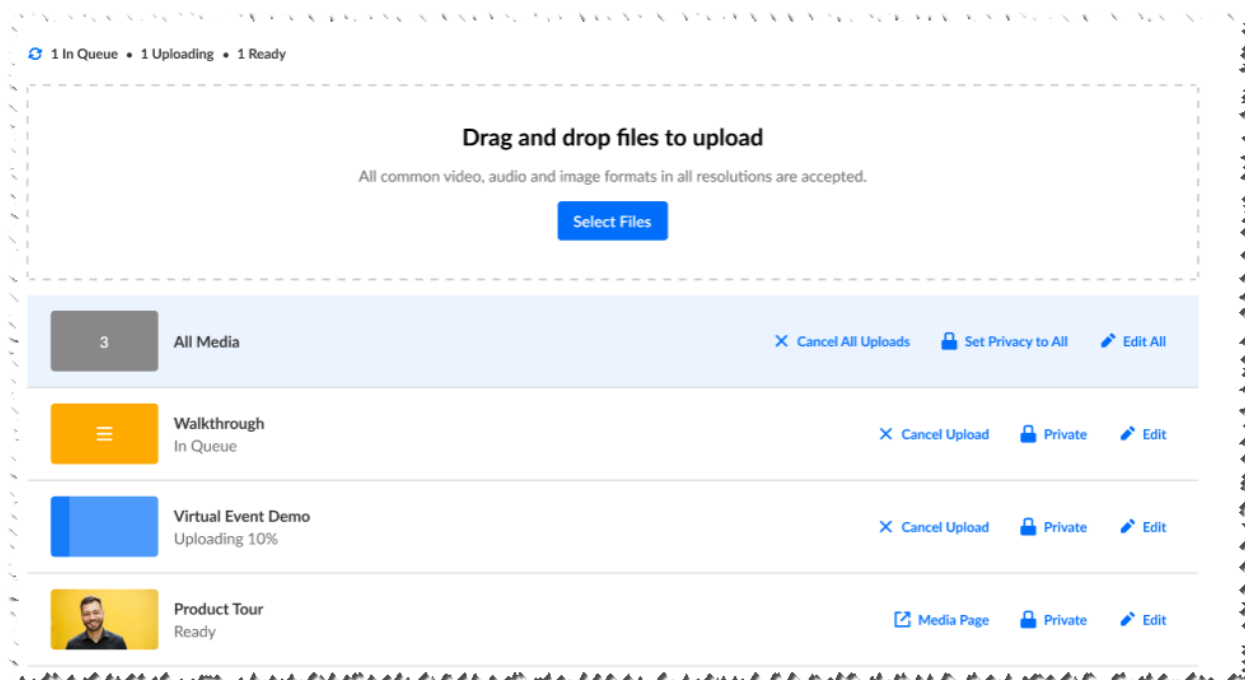 1 In Queue • 1 Uploading • 1 Ready
Drag and drop files to upload
All common video, audio and image formats in all resolutions are accepted.
Select Files
3 All Media Cancel All Uploads Set Privacy to All Edit All
Walkthrough
In Queue
Cancel Upload Private Edit
Virtual Event Demo
Uploading 10%
Cancel Upload Private Edit
Product Tour
Ready
Media Page Private Edit